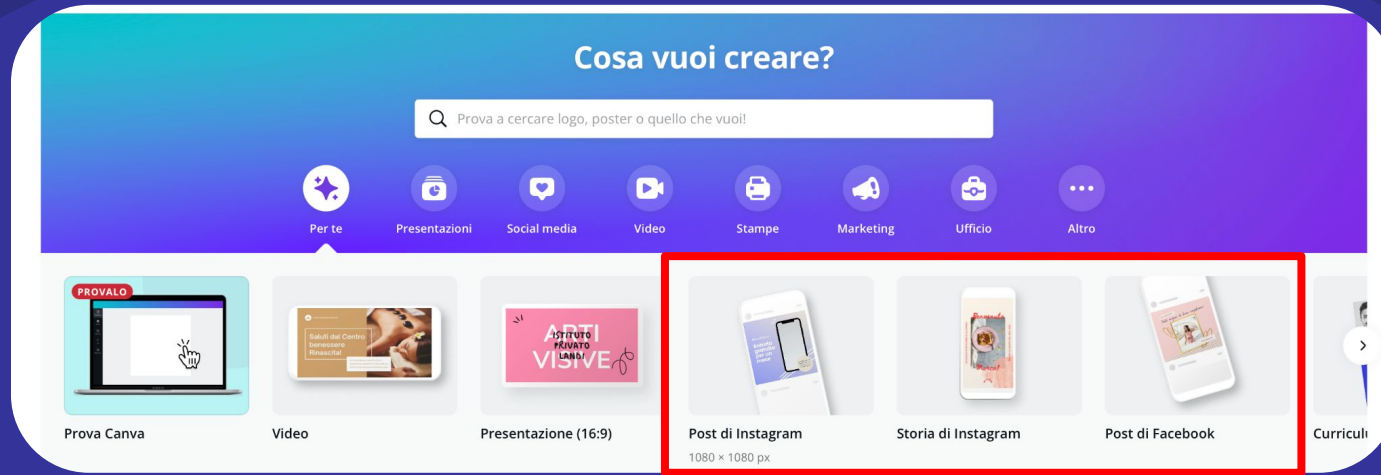 Cosa vuoi creare?
Prova a cercare logo, poster o quello che vuoi!
Per te
Presentazioni
Social media
Video
Stampe
Marketing
Ufficio
Altro
PROVALO
Saluti dal Centro
benessere
Rinascita!
ARTI
ISTITUTO
PRIVATO
LANDI
VISIVE
Prova Canva
Video
Presentazione (16:9)
Post di Instagram
1080 × 1080 px
Storia di Instagram
Post di Facebook